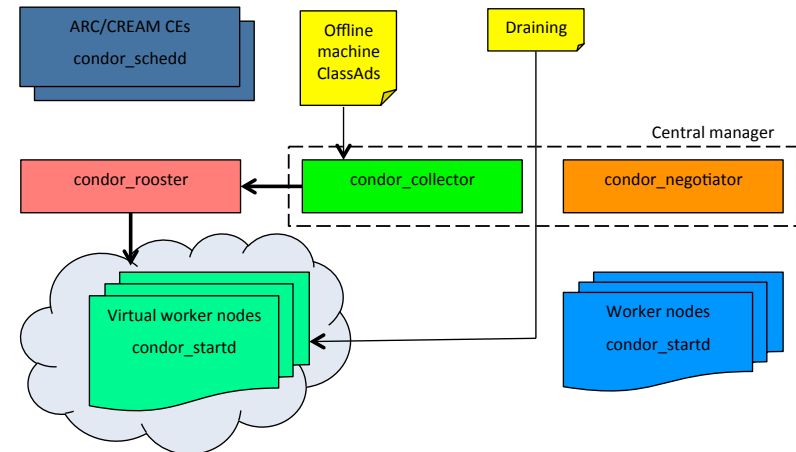 ARC/CREAM CEs
condor_schedd
Offline
machine
ClassAds
Draining
Central manager
condor_rooster
condor_collector
condor_negotiator
Virtual worker nodes
condor_startd
Worker nodes
condor_startd